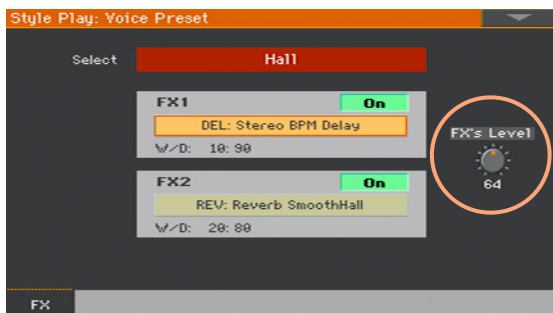 Style Play: Voice Preset
Select
Hall
FX1
On
DEL: Stereo BPM Delay
W/D: 10:90
FX's Level
64
FX2
On
REV: Reverb SmoothHall
W/D: 20:80
FX